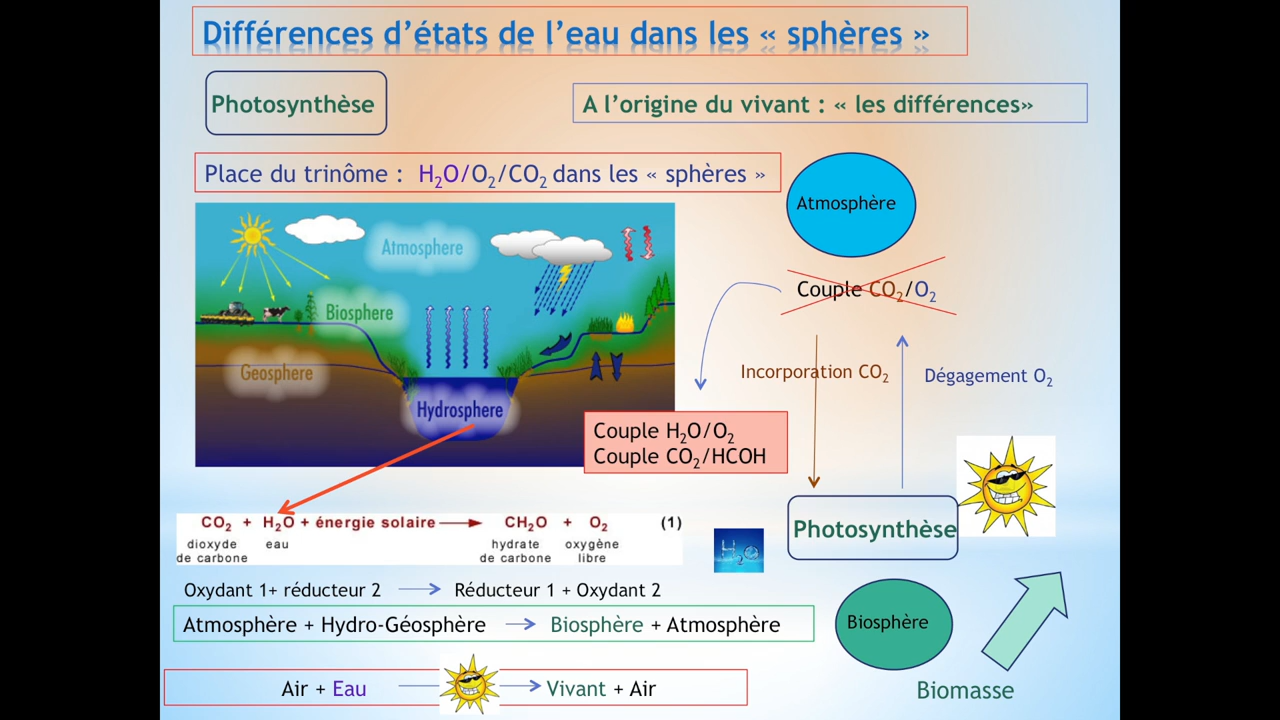 Différences d'états de l'eau dans les « sphères »
Photosynthèse
A l'origine du vivant : « les différences»
Place du trinôme : H₂O/O₂/CO₂ dans les « sphères »
Atmosphère
Atmosphere
Biosphere
Geosphere
Hydrosphere
Couple CO₂/O₂
Incorporation CO₂
Dégagement O₂
Couple H₂O/O₂
Couple CO₂/HCOH
Photosynthèse
CO₂ + H₂O + énergie solaire → CH₂O + O₂ (1)
dioxyde de carbone
eau
hydrate de carbone
oxygène libre
H₂O
Oxydant 1+ réducteur 2 → Réducteur 1 + Oxydant 2
Atmosphère + Hydro-Géosphère → Biosphère + Atmosphère
Biosphère
Air + Eau → Vivant + Air
Biomasse